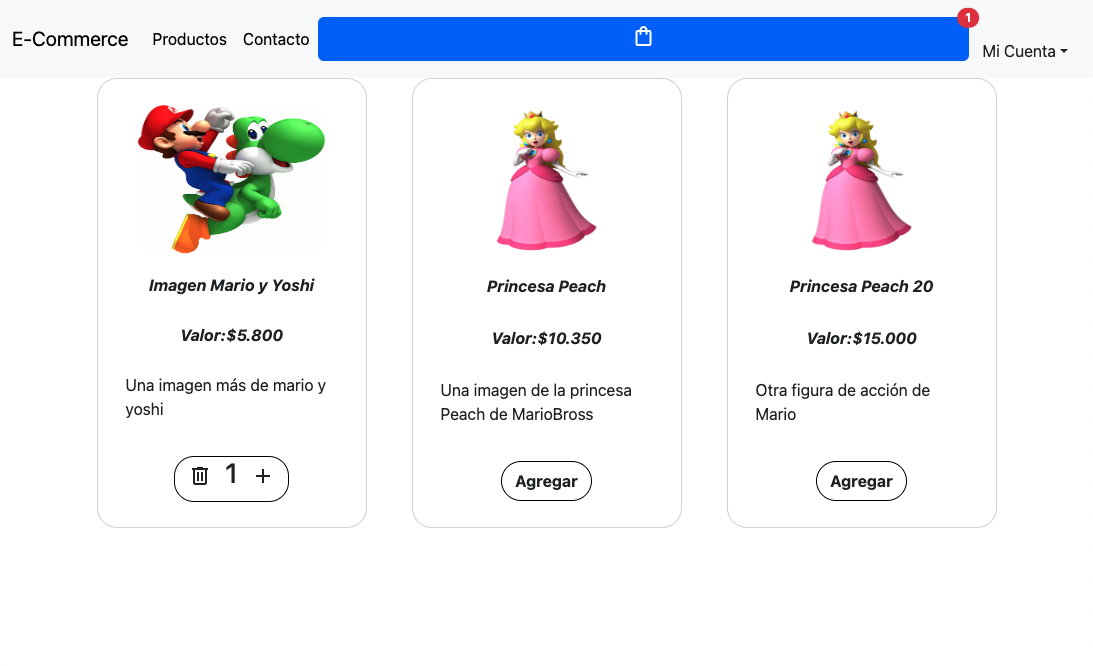 E-Commerce
Productos
Contacto
1
Mi Cuenta
Imagen Mario y Yoshi
Valor:$5.800
Una imagen más de mario y
yoshi
1
Princesa Peach
Valor:$10.350
Una imagen de la princesa
Peach de MarioBross
Agregar
Princesa Peach 20
Valor:$15.000
Otra figura de acción de
Mario
Agregar